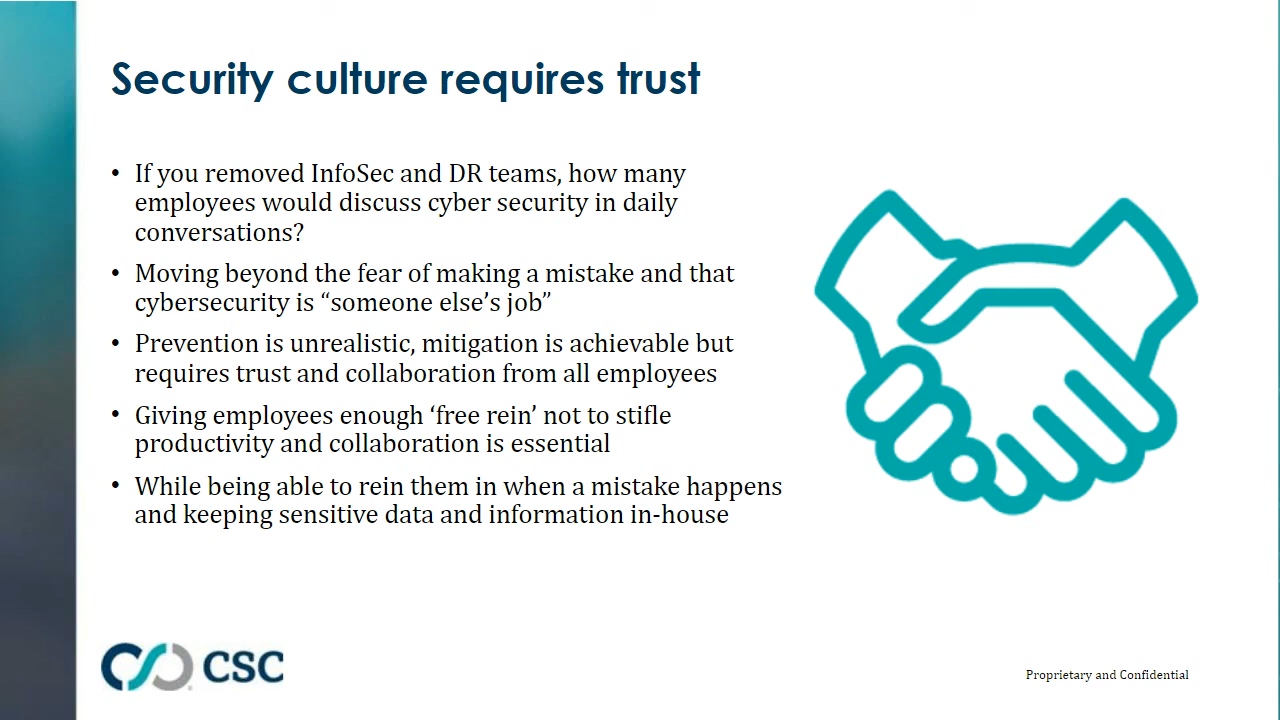 Security culture requires trust
• If you removed InfoSec and DR teams, how many
employees would discuss cyber security in daily
conversations?
• Moving beyond the fear of making a mistake and that
cybersecurity is “someone else’s job”
• Prevention is unrealistic, mitigation is achievable but
requires trust and collaboration from all employees
• Giving employees enough ‘free rein’ not to stifle
productivity and collaboration is essential
• While being able to rein them in when a mistake happens
and keeping sensitive data and information in-house
CSC
Proprietary and Confidential